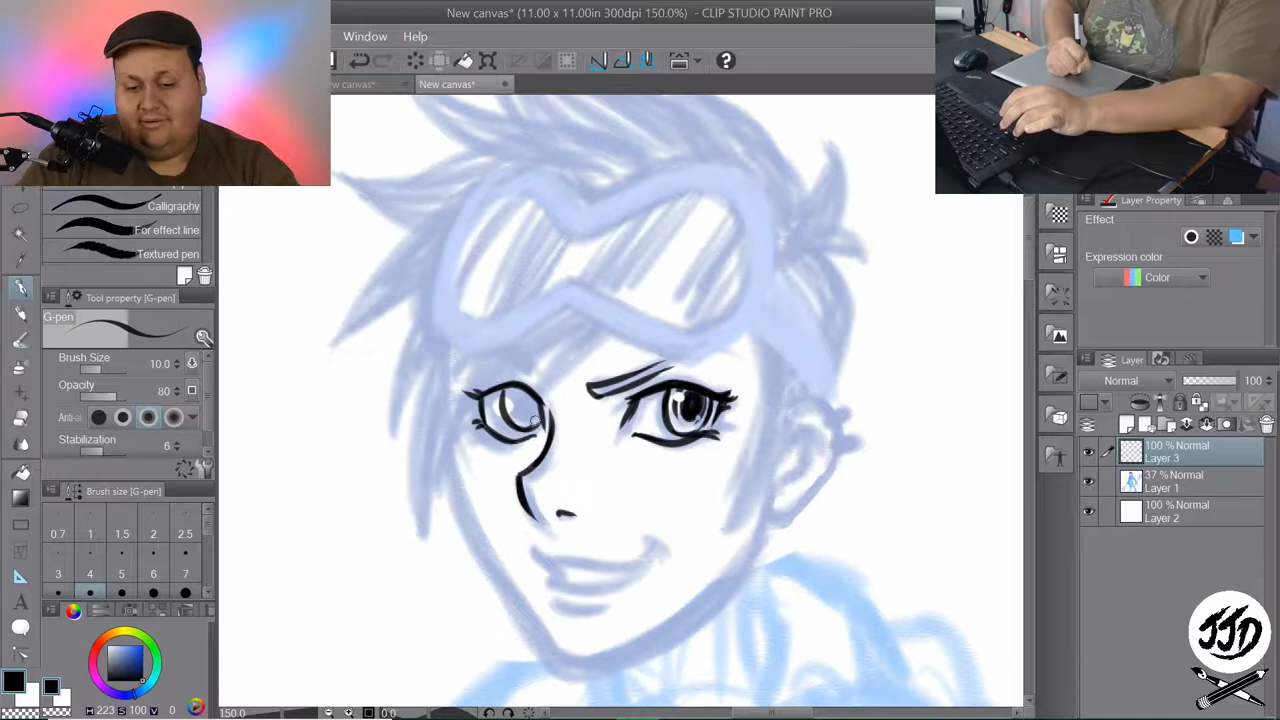 New canvas* (11.00 x 11.00in 300dpi 150.0%) - CLIP STUDIO PAINT PRO
Window Help
canvas* New canvas*
Calligraphy
For effect line
Textured pen
Tool property [G-pen]
G-pen
Brush Size 10.0
Opacity 80
Anti-al
Stabilization 6
Brush size [G-pen]
0.7 1 1.5 2 2.5
3 4 5 6 7
H 223 S 100 V 0
150.0 0.0
Layer Property
Effect
Expression color
Color
Layer
Normal 100
100 % Normal
Layer 3
37 % Normal
Layer 1
100 % Normal
Layer 2
JJD